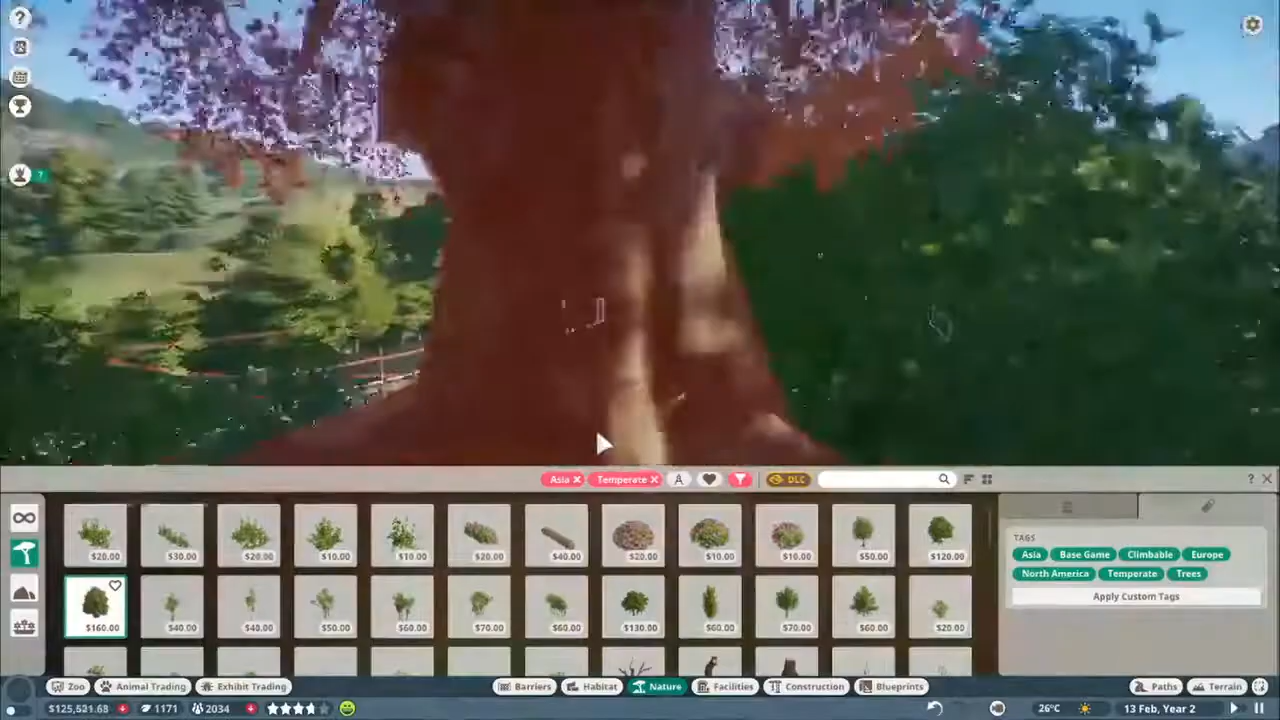 ?
?
Asia × Temperate × A DLC
? ×
$20.00 $30.00 $20.00 $10.00 $10.00 $20.00 $40.00 $20.00 $10.00 $10.00 $50.00 $120.00
$160.00 $40.00 $40.00 $50.00 $60.00 $70.00 $60.00 $130.00 $60.00 $70.00 $60.00 $20.00
TAGS
Asia Base Game Climbable Europe
North America Temperate Trees
Apply Custom Tags
Zoo Animal Trading Exhibit Trading Barriers Habitat Nature Facilities Construction Blueprints Paths Terrain
$125,521.68 1171 2034 26°C 13 Feb, Year 2